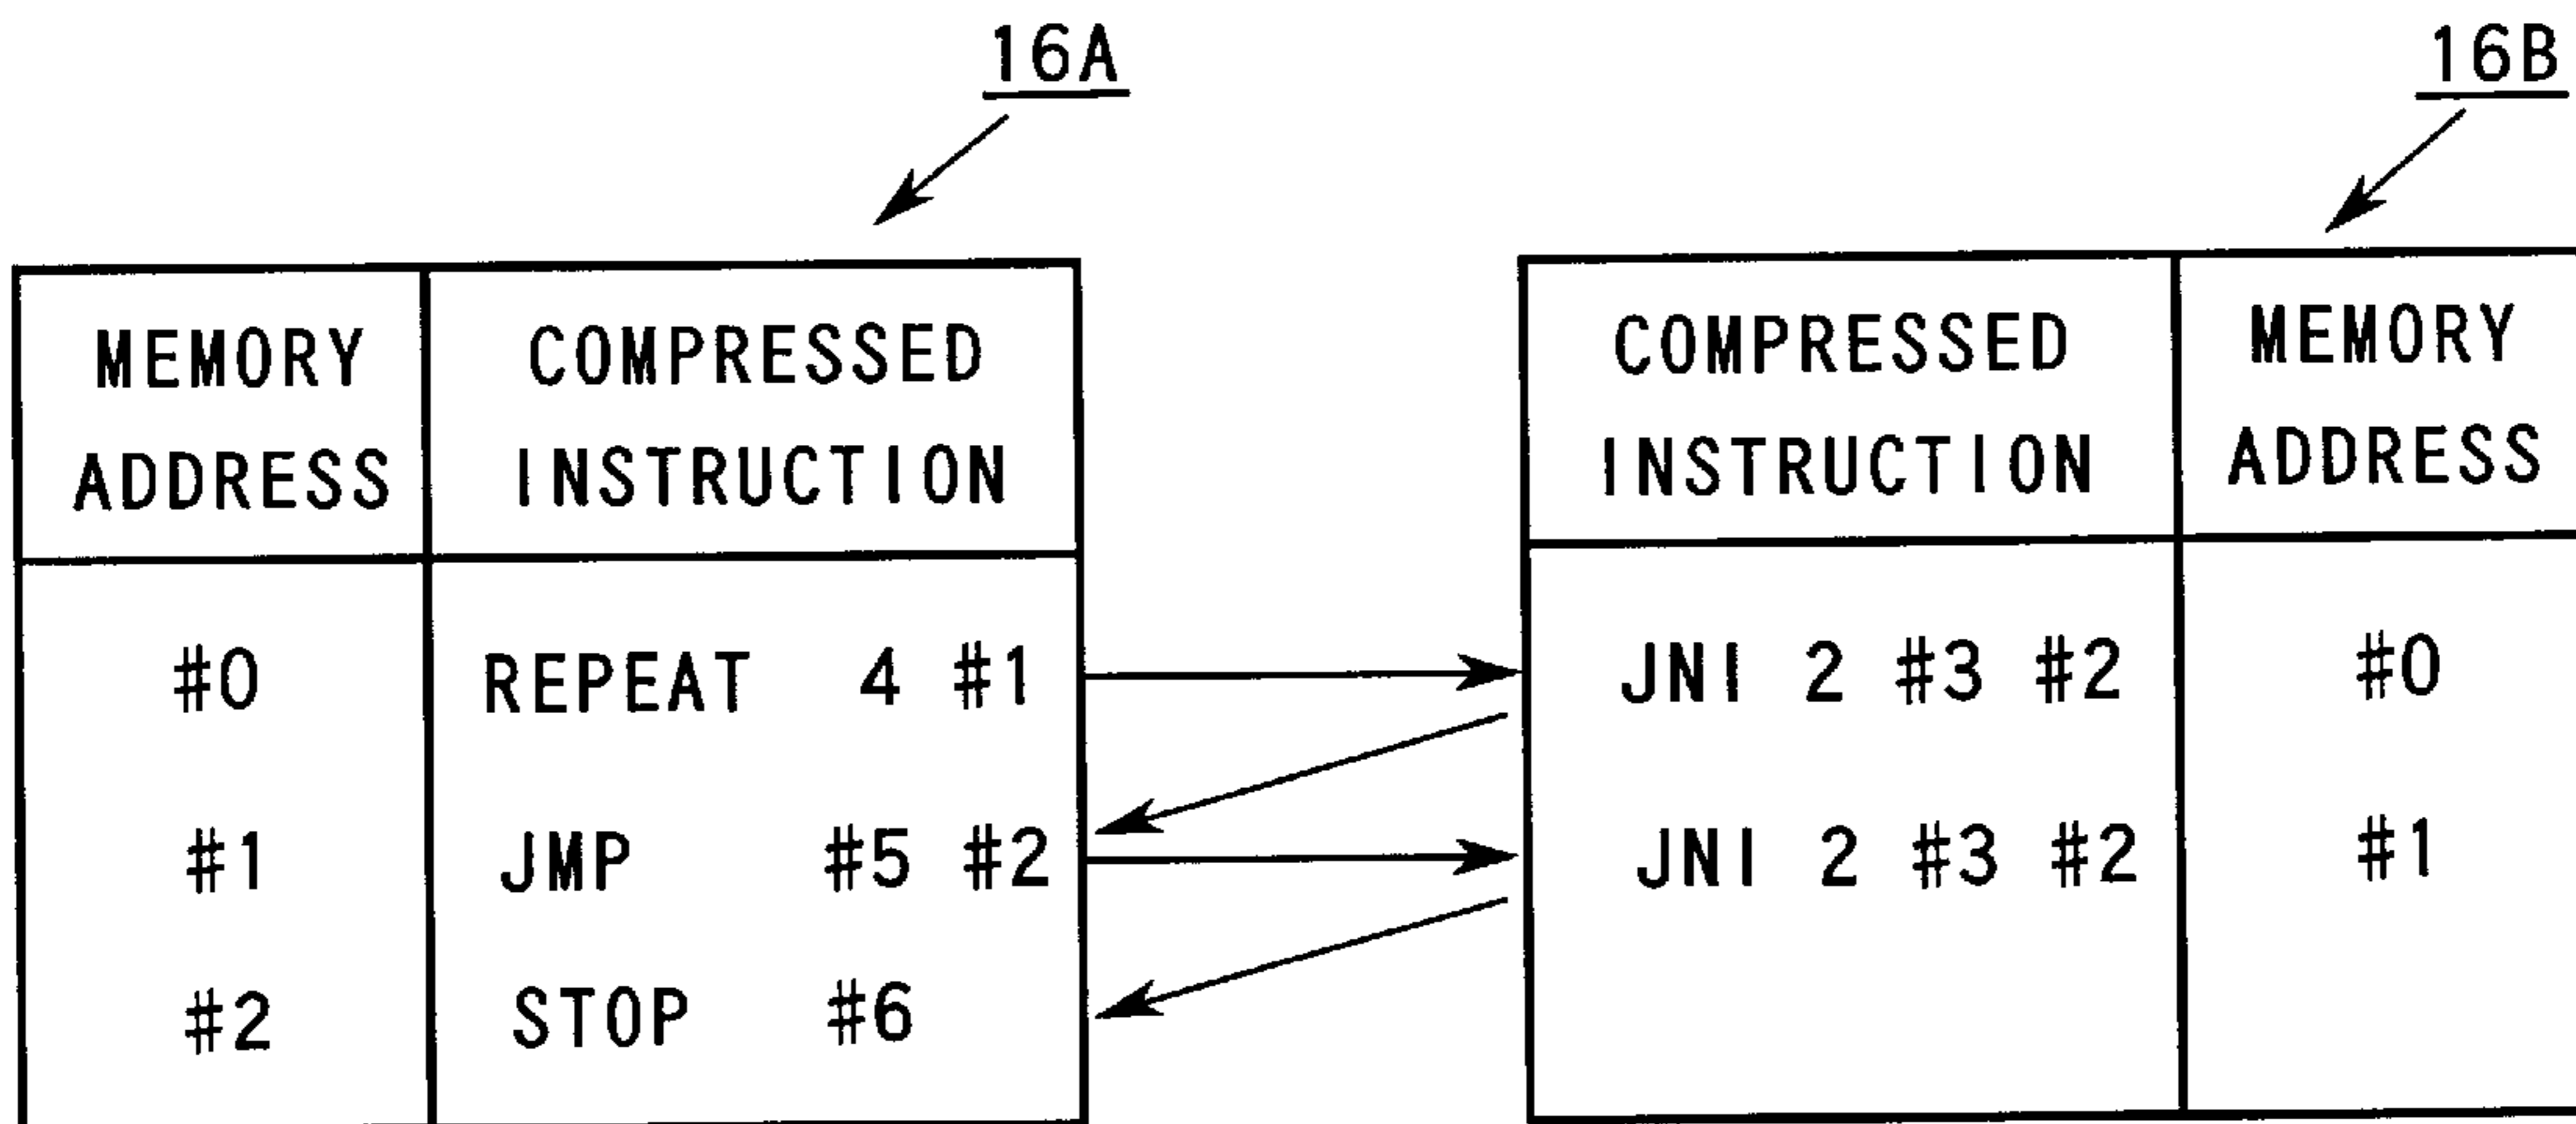 16A
16B
MEMORY ADDRESS
COMPRESSED INSTRUCTION
COMPRESSED INSTRUCTION
MEMORY ADDRESS
#0 REPEAT 4 #1 JNI 2 #3 #2 #0
#1 JMP #5 #2 JNI 2 #3 #2 #1
#2 STOP #6